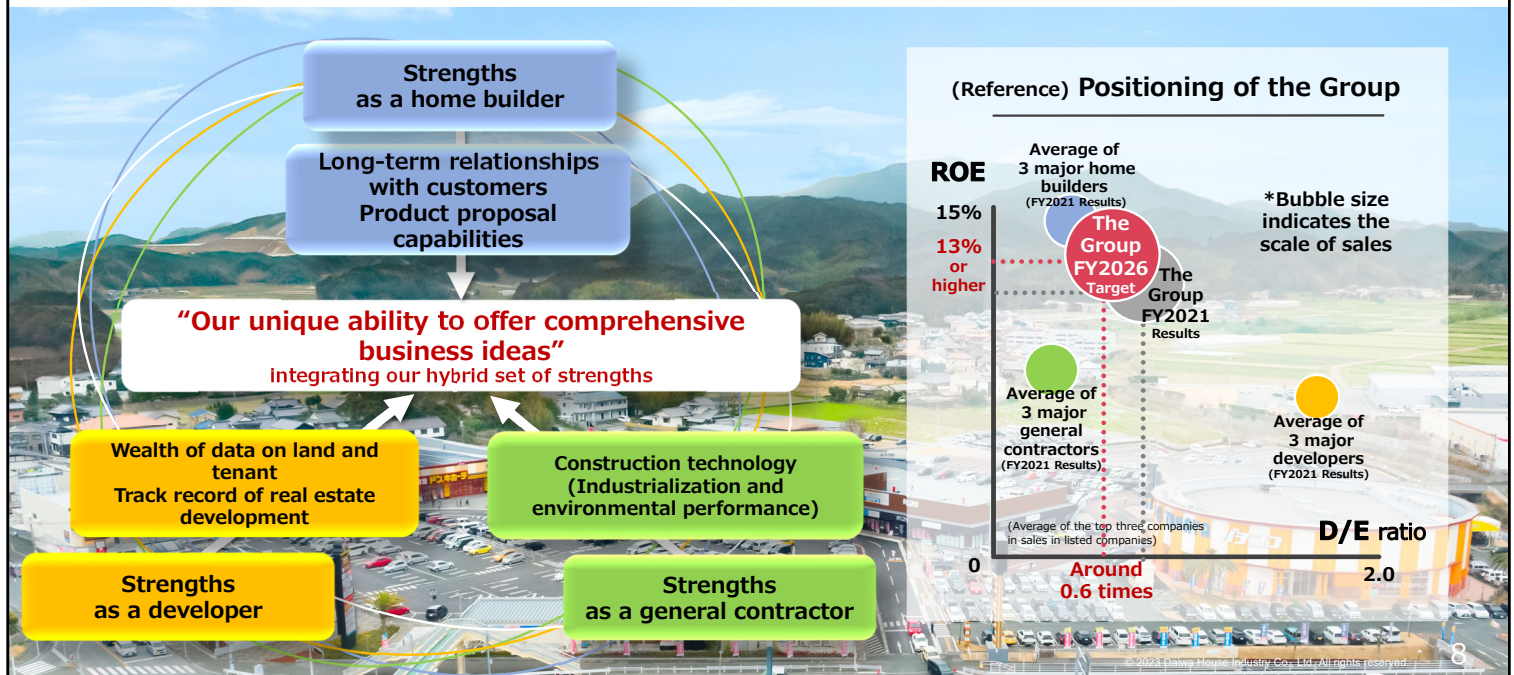 Strengths
as a home builder
Long-term relationships
with customers
Product proposal
capabilities
“Our unique ability to offer comprehensive
business ideas”
integrating our hybrid set of strengths
Wealth of data on land and
tenant
Track record of real estate
development
Construction technology
(Industrialization and
environmental performance)
Strengths
as a developer
Strengths
as a general contractor
(Reference) Positioning of the Group
ROE
15%
13%
or
higher
Average of
3 major home
builders
(FY2021 Results)
The
Group
FY2026
Target
The
Group
FY2021
Results
*Bubble size
indicates the
scale of sales
Average of
3 major
general
contractors
(FY2021 Results)
Average of
3 major
developers
(FY2021 Results)
(Average of the top three companies
in sales in listed companies)
D/E ratio
0
Around
0.6 times
2.0
ドン.キホーテ
© 2023 Daiwa House Industry Co., Ltd. All rights reserved.
8